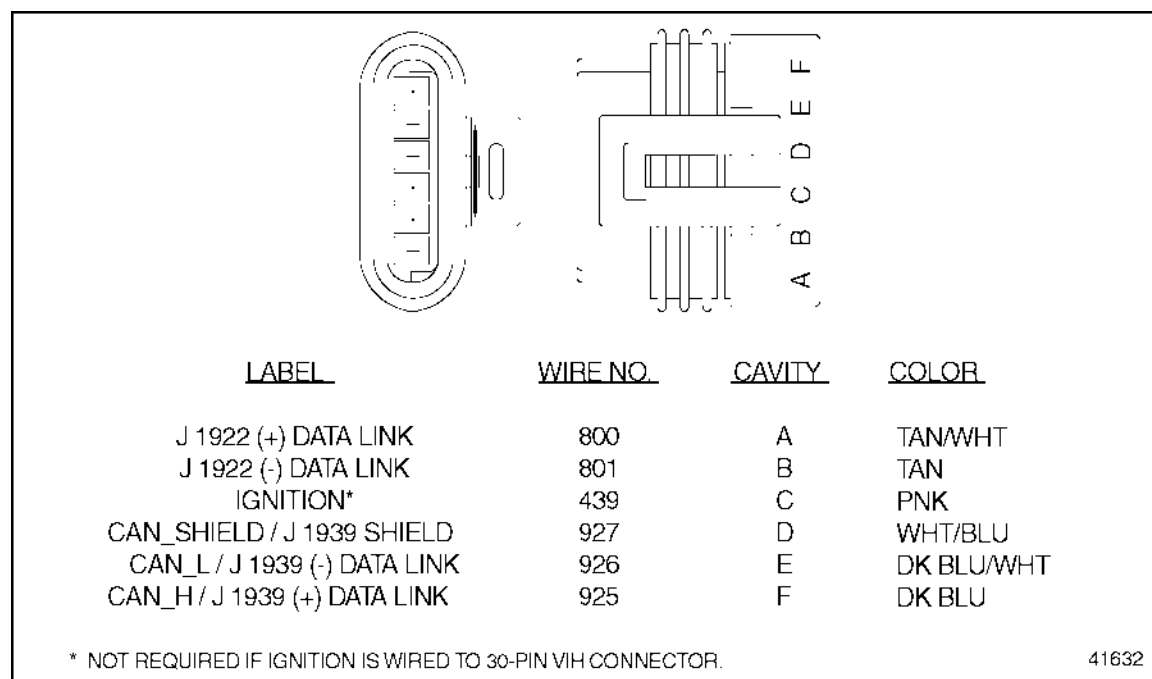 F
E
D
C
B
A
LABEL WIRE NO. CAVITY COLOR
J 1922 (+) DATA LINK 800 A TAN/WHT
J 1922 (-) DATA LINK 801 B TAN
IGNITION* 439 C PNK
CAN_SHIELD / J 1939 SHIELD 927 D WHT/BLU
CAN_L / J 1939 (-) DATA LINK 926 E DK BLU/WHT
CAN_H / J 1939 (+) DATA LINK 925 F DK BLU
* NOT REQUIRED IF IGNITION IS WIRED TO 30-PIN VIH CONNECTOR. 41632